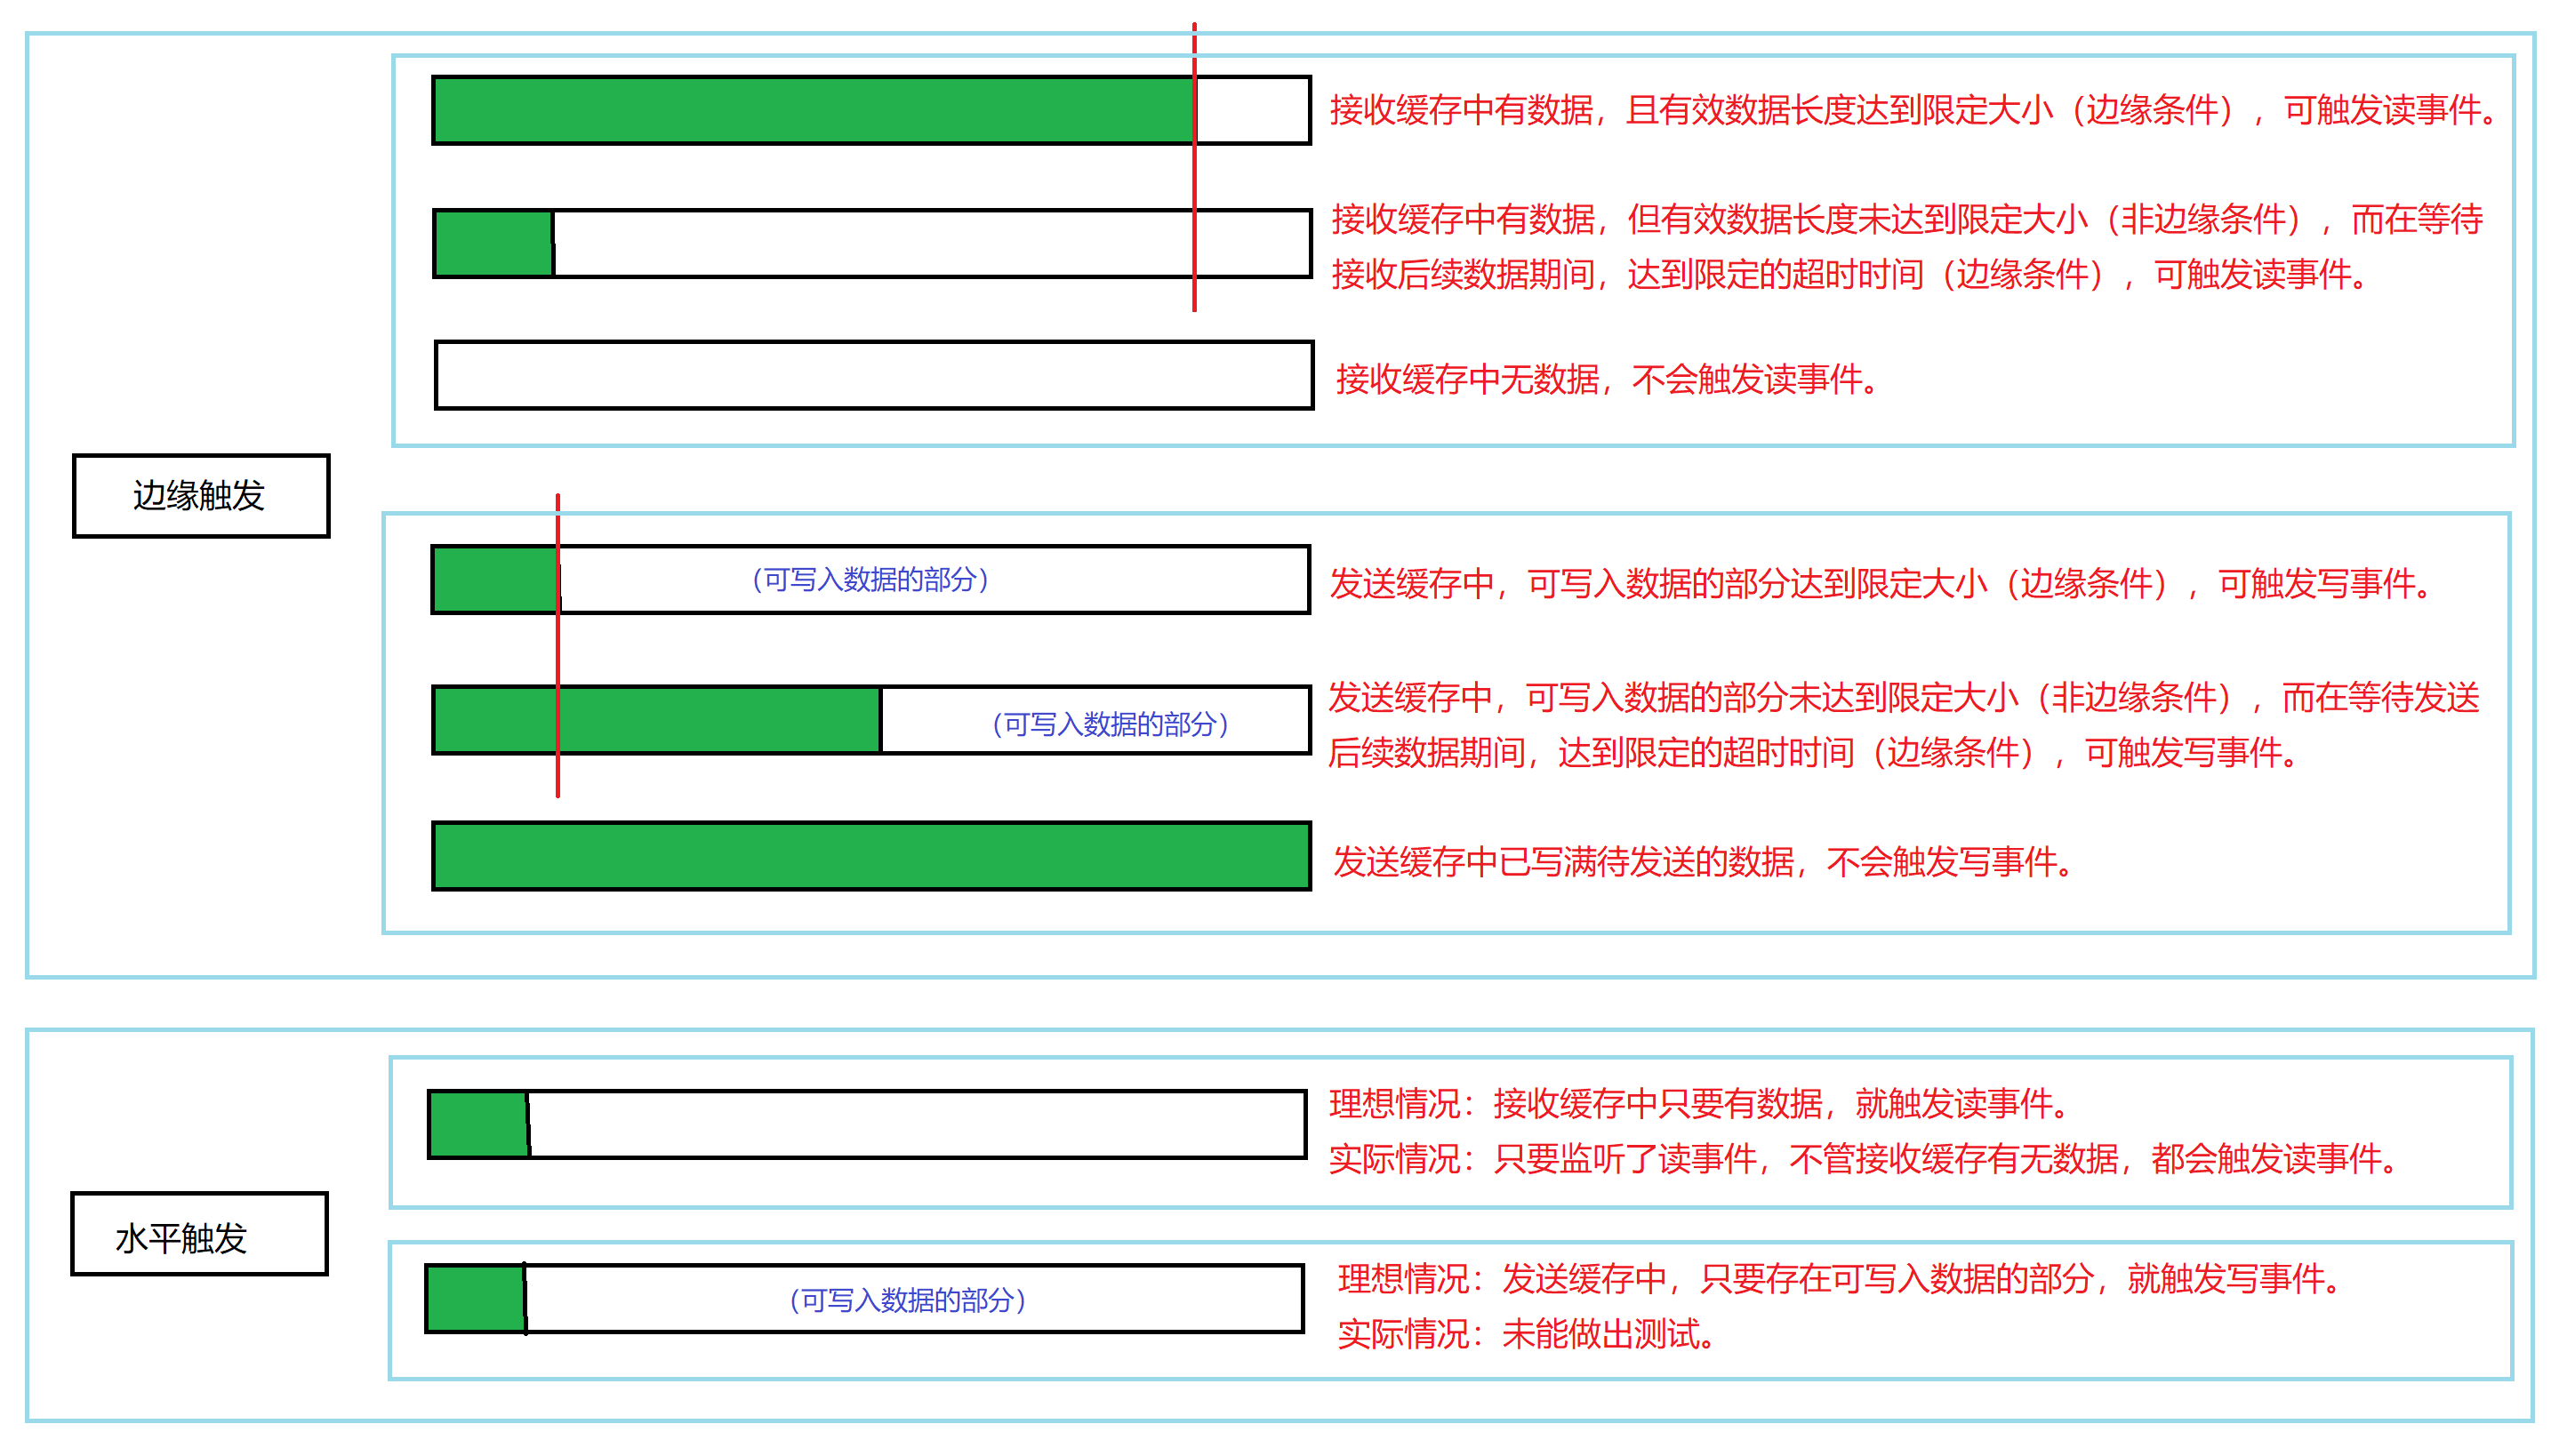 接收缓存中有数据，且有效数据长度达到限定大小（边缘条件），可触发读事件。
接收缓存中有数据，但有效数据长度未达到限定大小（非边缘条件），而在等待
接收后续数据期间，达到限定的超时时间（边缘条件），可触发读事件。
接收缓存中无数据，不会触发读事件。
边缘触发
（可写入数据的部分）
发送缓存中，可写入数据的部分达到限定大小（边缘条件），可触发写事件。
发送缓存中，可写入数据的部分未达到限定大小（非边缘条件），而在等待发送
（可写入数据的部分）
后续数据期间，达到限定的超时时间（边缘条件），可触发写事件。
发送缓存中已写满待发送的数据，不会触发写事件。
理想情况：接收缓存中只要有数据，就触发读事件。
实际情况：只要监听了读事件，不管接收缓存有无数据，都会触发读事件。
水平触发
（可写入数据的部分）
理想情况：发送缓存中，只要存在可写入数据的部分，就触发写事件。
实际情况：未能做出测试。